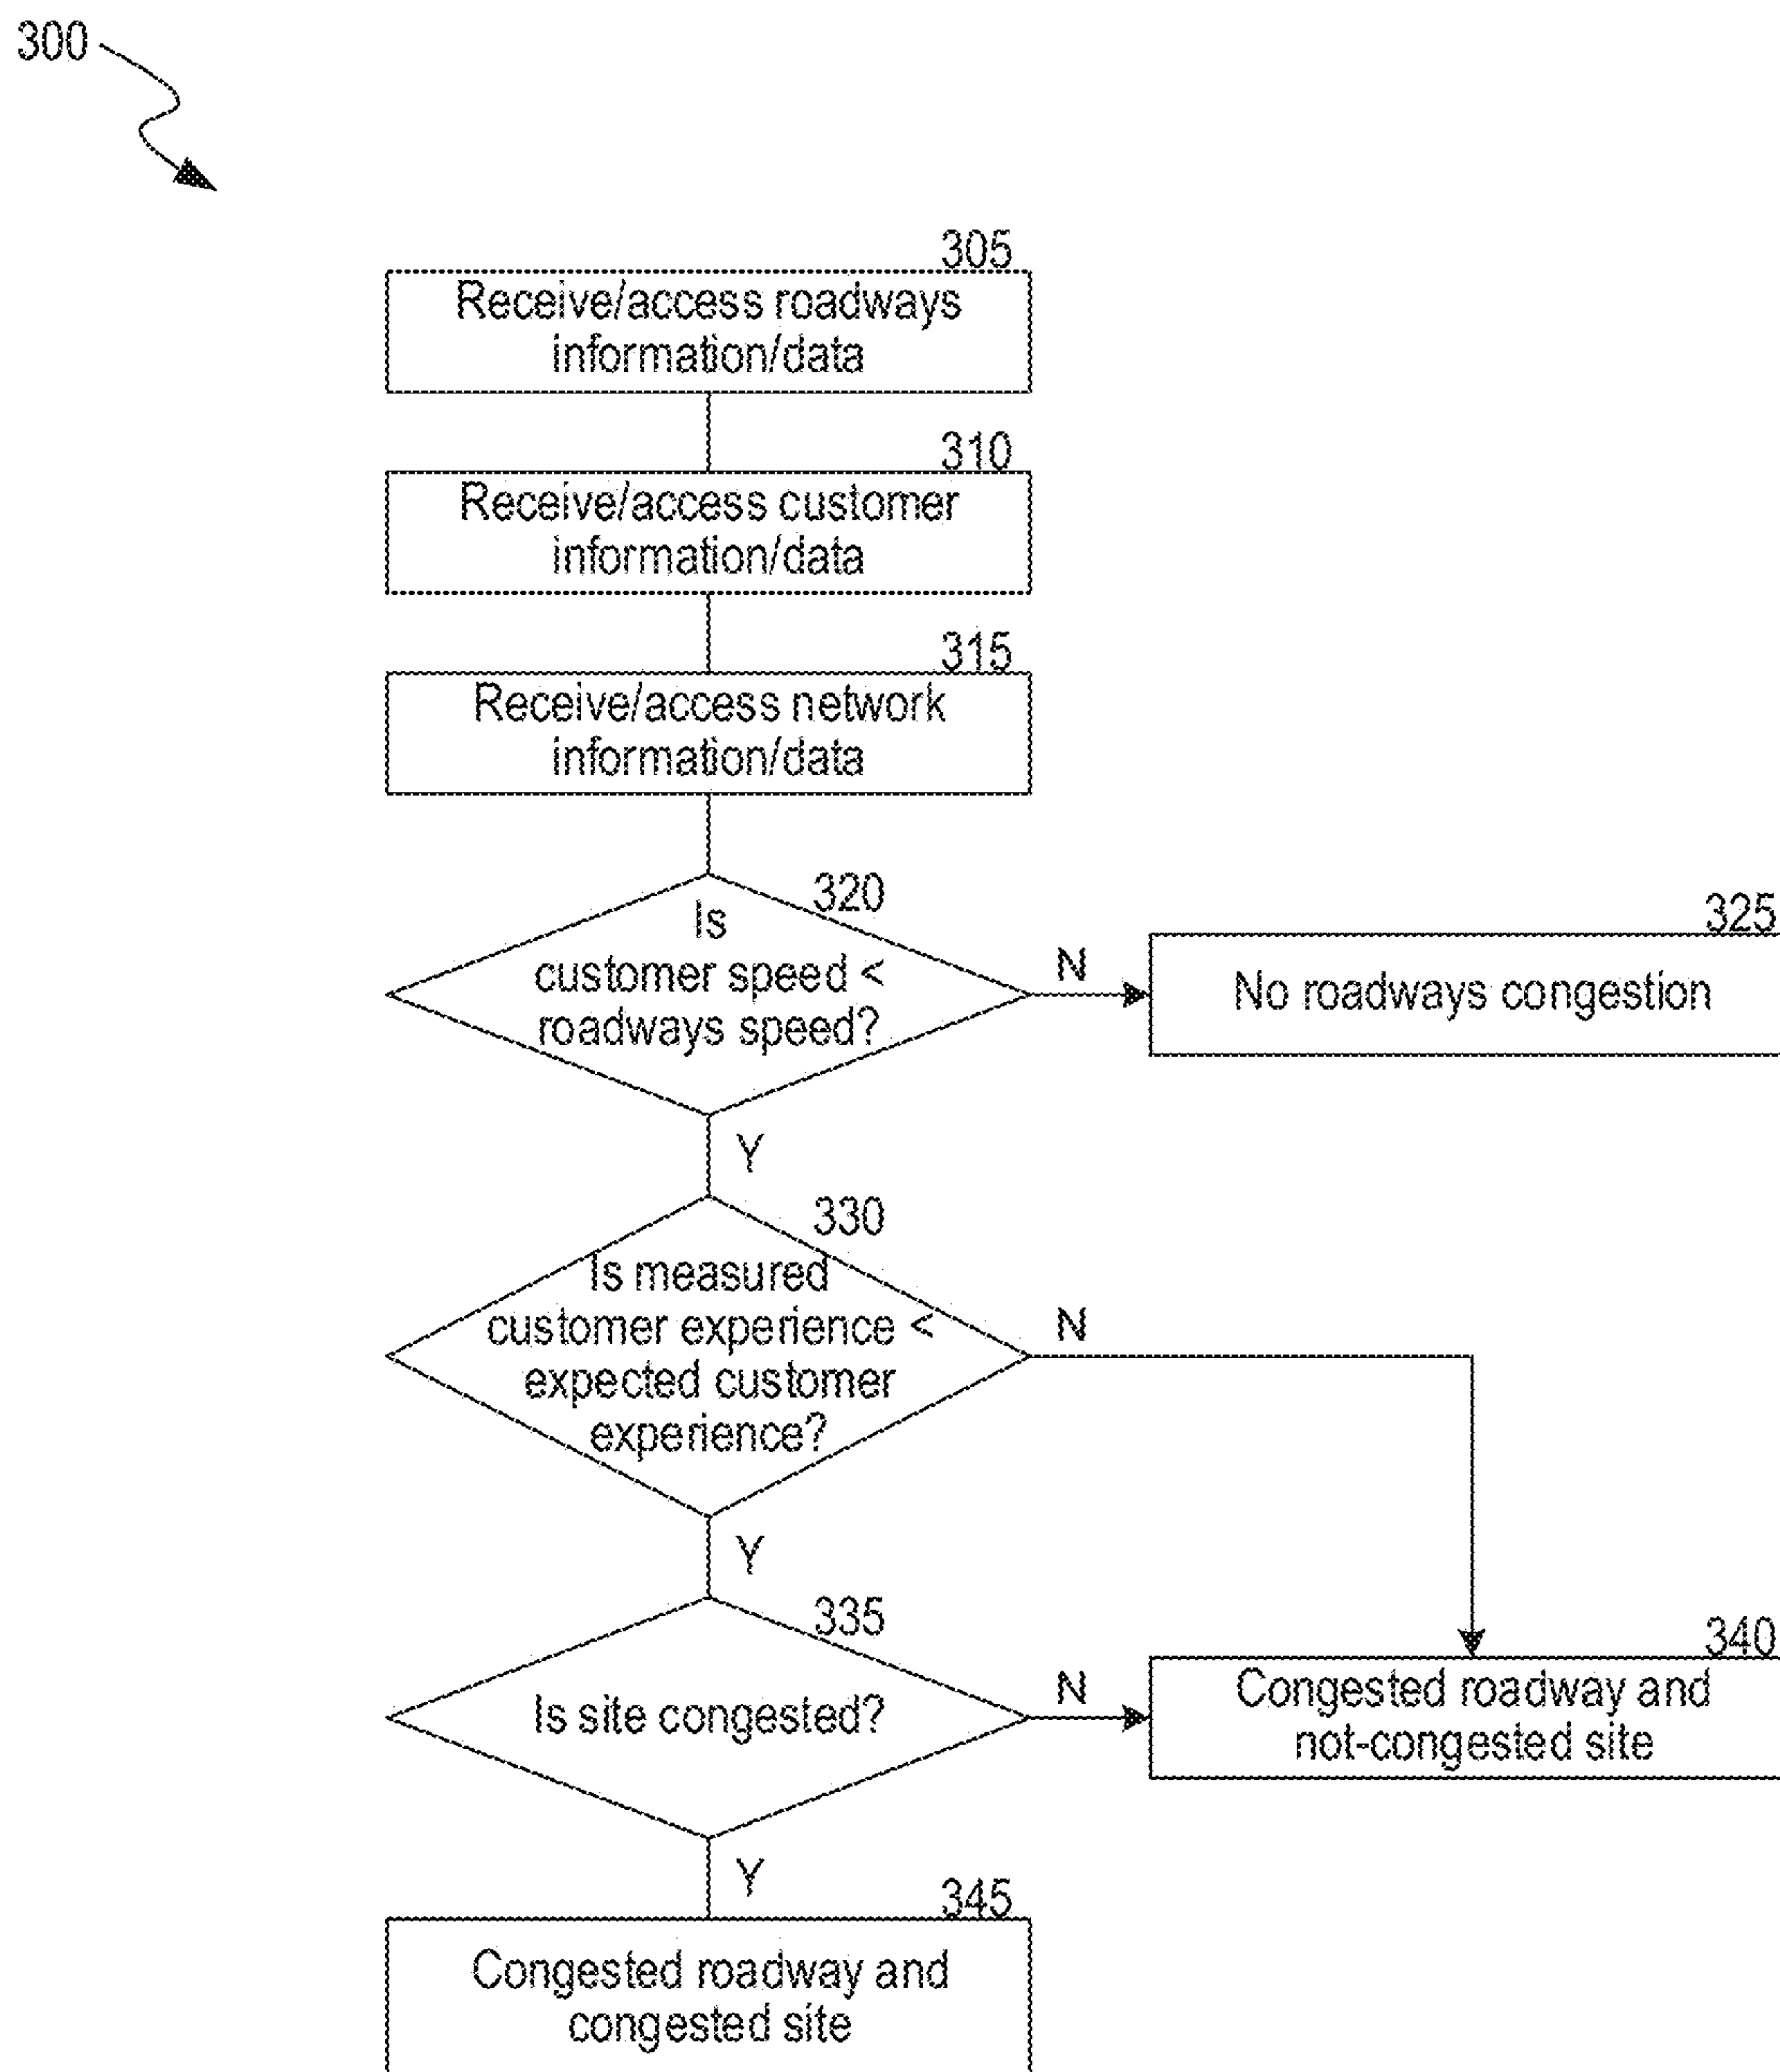 300
305
Receive/access roadways
information/data
310
Receive/access customer
information/data
315
Receive/access network
information/data
320
Is
customer speed <
roadways speed?
N
325
No roadways congestion
Y
330
Is measured
customer experience <
expected customer
experience?
N
Y
335
Is site congested?
N
340
Congested roadway and
not-congested site
Y
345
Congested roadway and
congested site